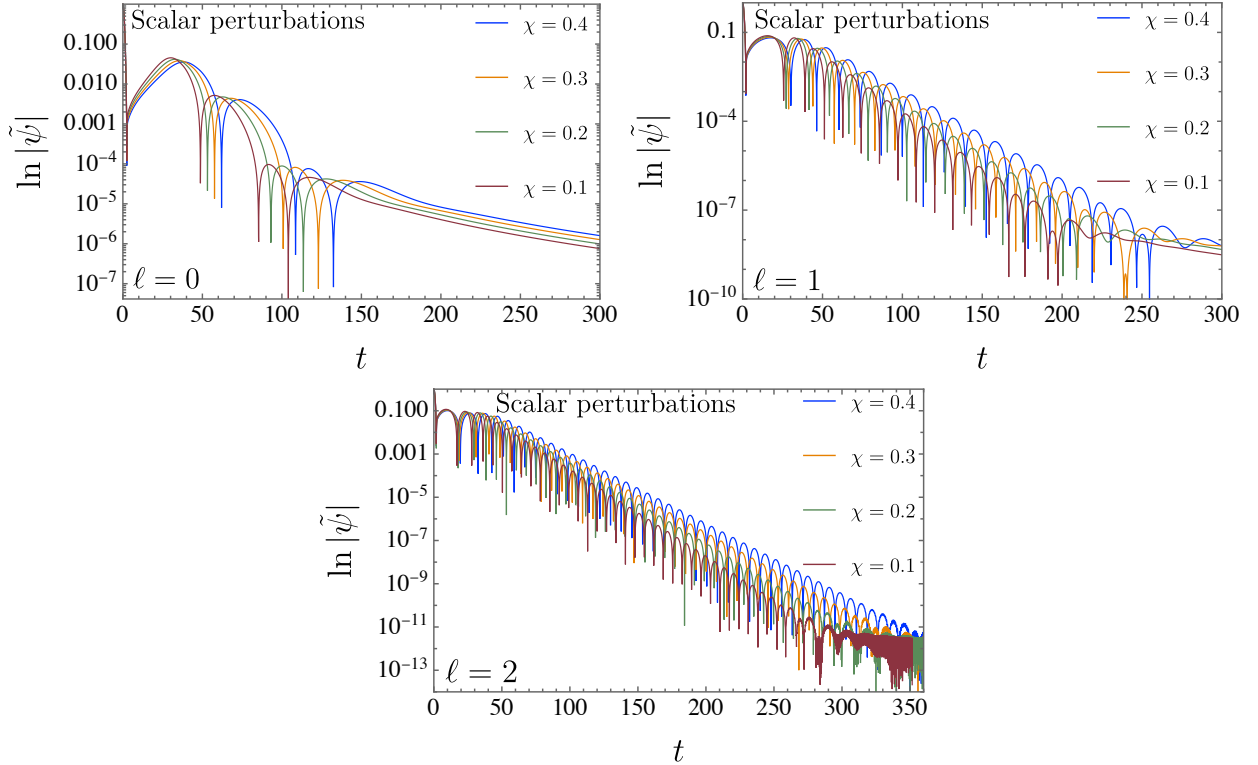 Scalar perturbations
χ = 0.4
χ = 0.3
χ = 0.2
χ = 0.1
ln |ψ̃|
0.100
0.010
0.001
10⁻⁴
10⁻⁵
10⁻⁶
10⁻⁷
ℓ = 0
0 50 100 150 200 250 300
t
Scalar perturbations
χ = 0.4
χ = 0.3
χ = 0.2
χ = 0.1
ln |ψ̃|
0.1
10⁻⁴
10⁻⁷
10⁻¹⁰
ℓ = 1
0 50 100 150 200 250 300
t
Scalar perturbations
χ = 0.4
χ = 0.3
χ = 0.2
χ = 0.1
ln |ψ̃|
0.100
0.001
10⁻⁵
10⁻⁷
10⁻⁹
10⁻¹¹
10⁻¹³
ℓ = 2
0 50 100 150 200 250 300 350
t